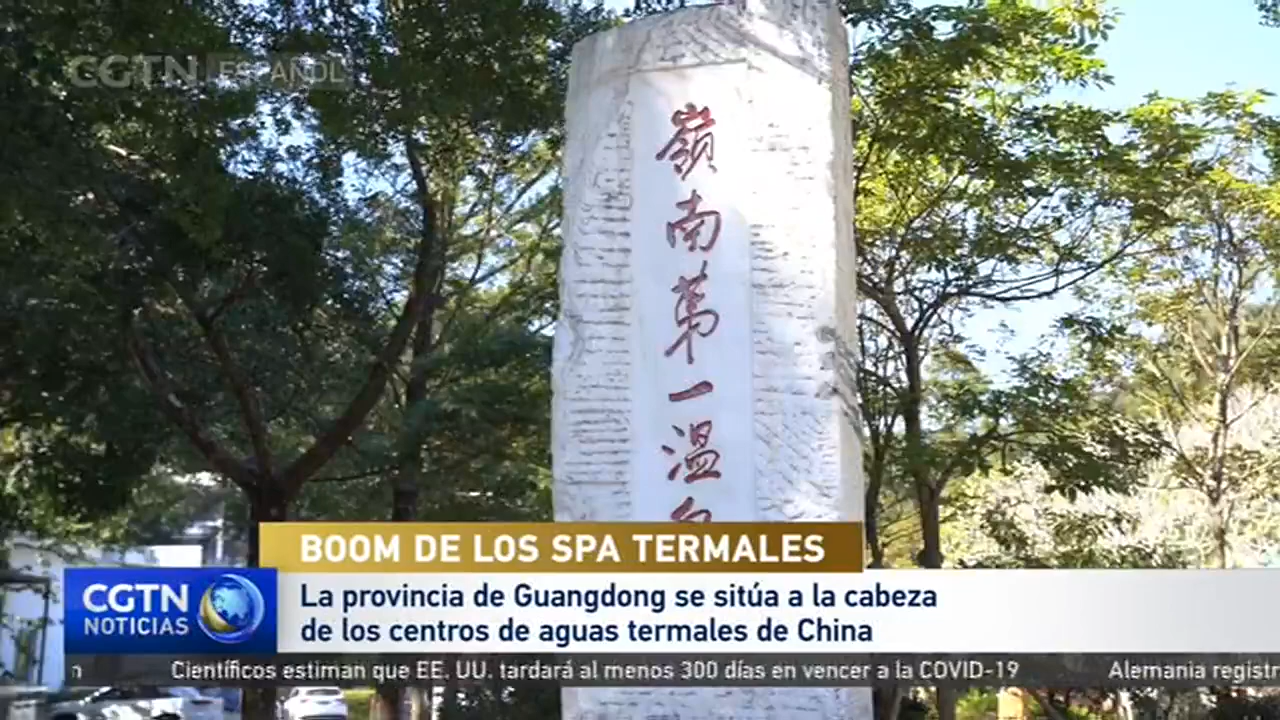 CGTN ESPAÑOL
嶺南第一温
BOOM DE LOS SPA TERMALES
CGTN
NOTICIAS
La provincia de Guangdong se sitúa a la cabeza
de los centros de aguas termales de China
n Científicos estiman que EE. UU. tardará al menos 300 días en vencer a la COVID-19 Alemania registr